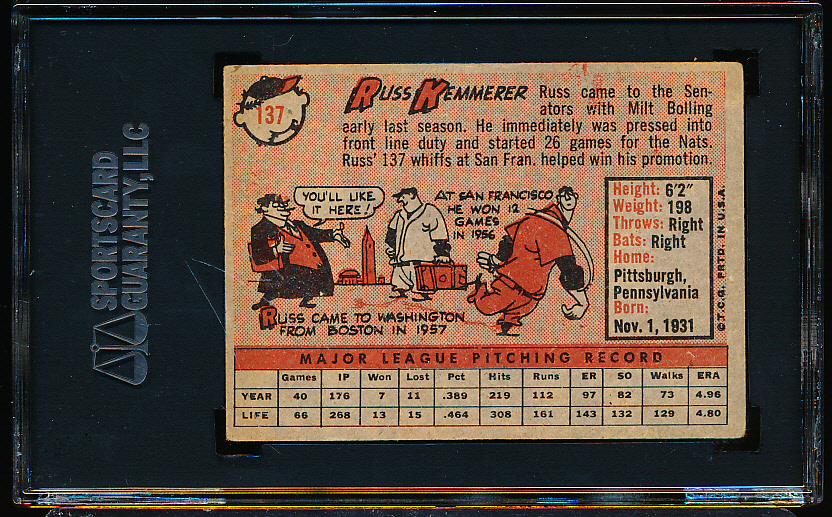 SPORTSCARD
GUARANTY, LLC
137
RUSS KEMMERER
Russ came to the Sen-
ators with Milt Bolling
early last season. He immediately was pressed into
front line duty and started 26 games for the Nats.
Russ' 137 whiffs at San Fran. helped win his promotion.
YOU'LL LIKE
IT HERE!
AT SAN FRANCISCO
HE WON 12
GAMES
IN 1956
RUSS CAME TO WASHINGTON
FROM BOSTON IN 1957
Height: 6'2"
Weight: 198
Throws: Right
Bats: Right
Home:
Pittsburgh,
Pennsylvania
Born:
Nov. 1, 1931
©T.C.G. PRTD. IN U.S.A.
MAJOR LEAGUE PITCHING RECORD
Games IP Won Lost Pct Hits Runs ER SO Walks ERA
YEAR 40 176 7 11 .389 219 112 97 82 73 4.96
LIFE 66 268 13 15 .464 308 161 143 132 129 4.80